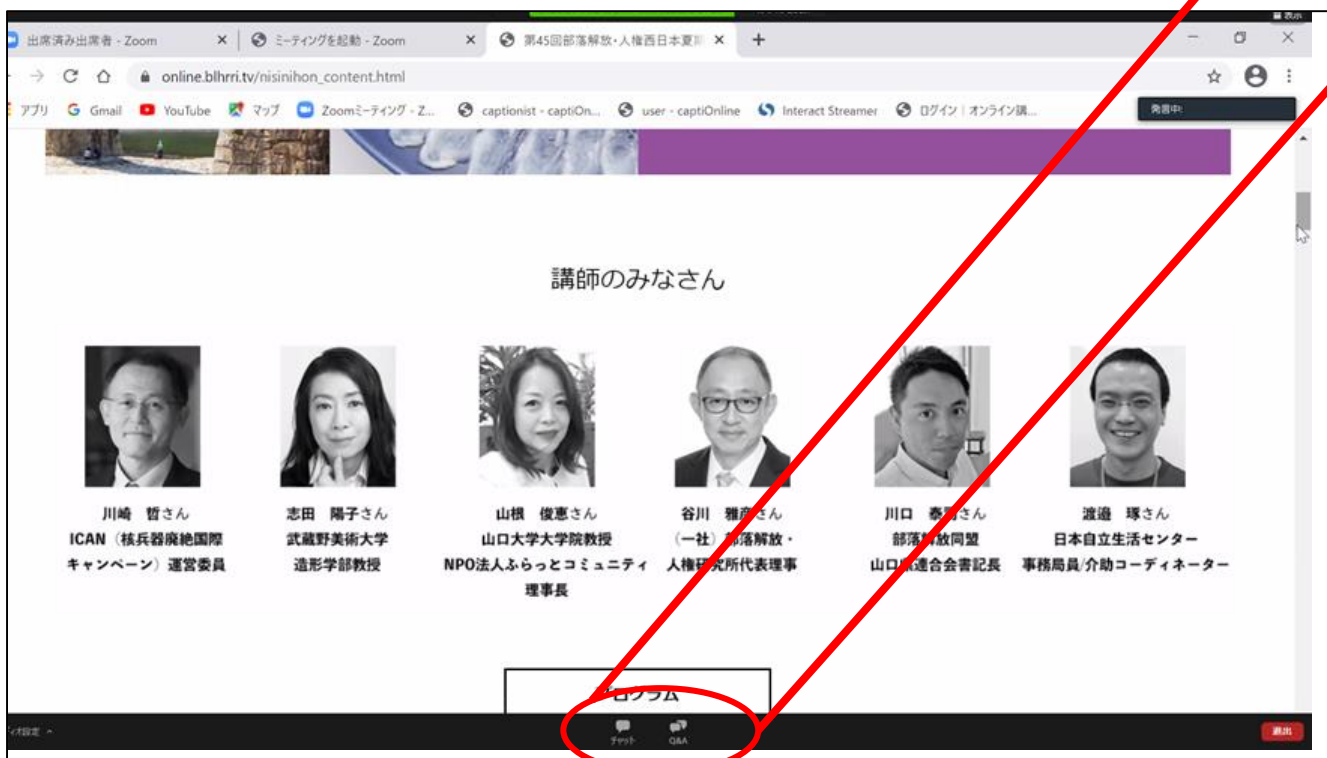 表示
出席済み出席者 - Zoom
ミーティングを起動 - Zoom
第45回部落解放・人権西日本夏期
online.blhrri.tv/nisinihon_content.html
アプリ
Gmail
YouTube
マップ
Zoomミーティング - Z...
captionist - captiOn...
user - captiOnline
Interact Streamer
ログイン | オンライン講...
発言中:
講師のみなさん
川崎 哲さん
ICAN（核兵器廃絶国際
キャンペーン）運営委員
志田 陽子さん
武蔵野美術大学
造形学部教授
山根 俊恵さん
山口大学大学院教授
NPO法人ふらっとコミュニティ
理事長
谷川 雅彦さん
（一社）部落解放・
人権研究所代表理事
川口 さん
部落解放同盟
山口県連合会書記長
渡邉 琢さん
日本自立生活センター
事務局員/介助コーディネーター
プログラム
ディオ設定
チャット
Q&A
退出